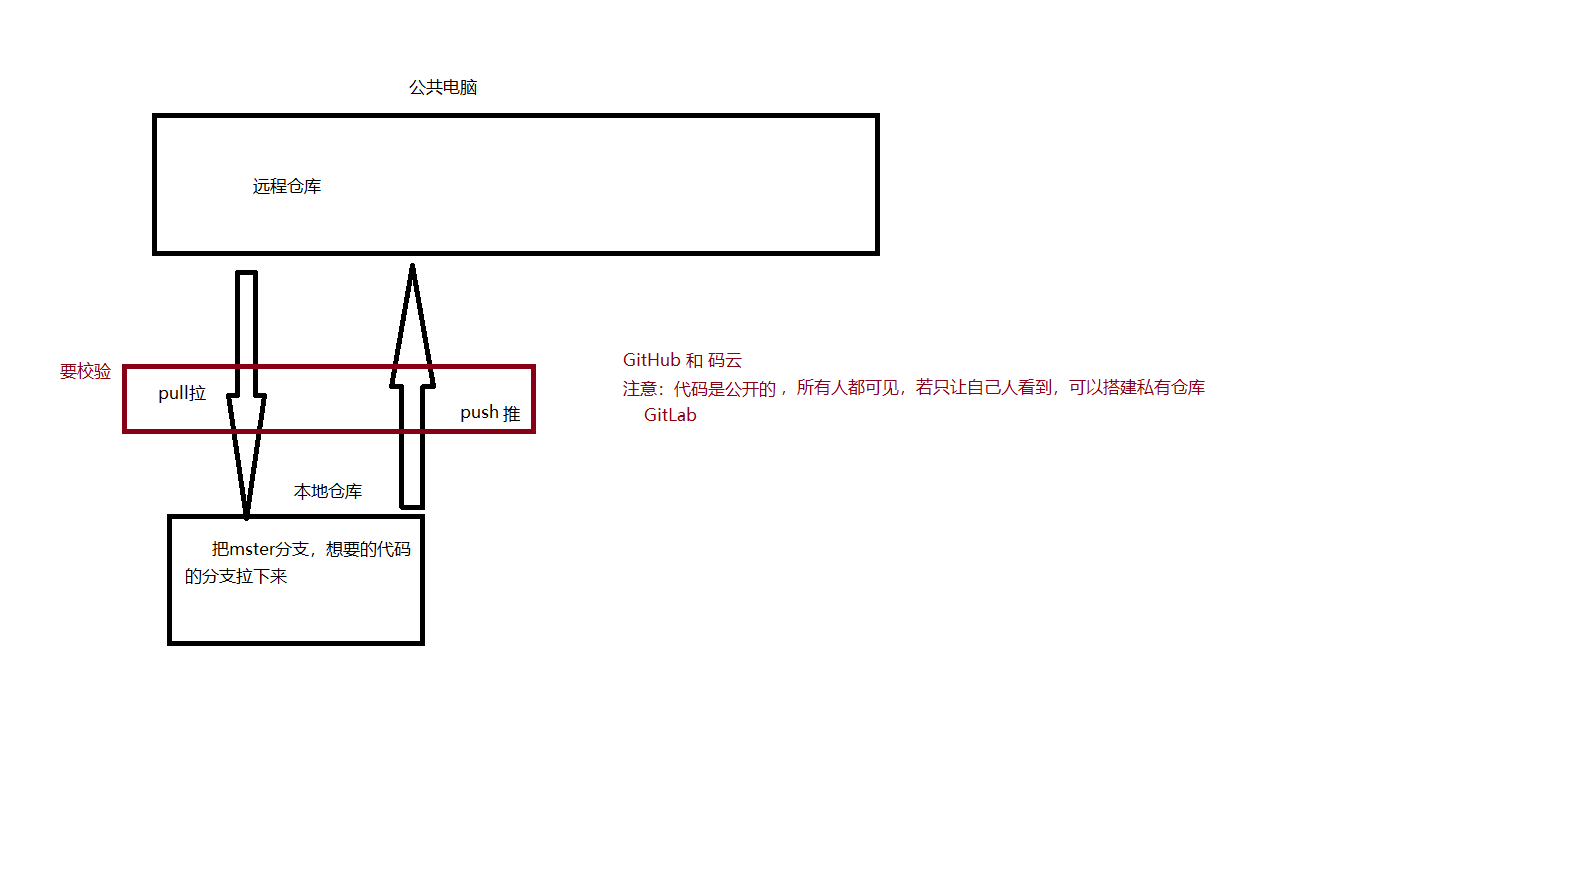 公共电脑
远程仓库
要校验
pull拉
push 推
GitHub 和 码云
注意：代码是公开的 ，所有人都可见，若只让自己人看到，可以搭建私有仓库
GitLab
本地仓库
把mster分支，想要的代码
的分支拉下来